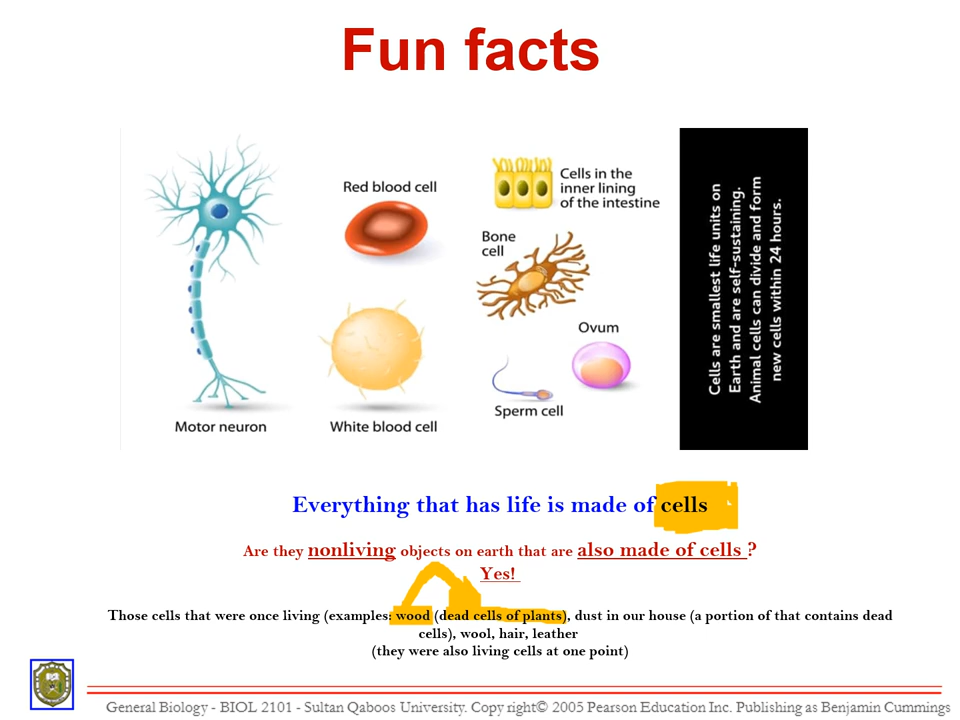 Fun facts
Red blood cell
Cells in the
inner lining
of the intestine
Bone
cell
Ovum
Sperm cell
Motor neuron
White blood cell
Cells are smallest life units on
Earth and are self-sustaining.
Animal cells can divide and form
new cells within 24 hours.
Everything that has life is made of cells
Are they nonliving objects on earth that are also made of cells ?
Yes!
Those cells that were once living (examples: wood (dead cells of plants), dust in our house (a portion of that contains dead
cells), wool, hair, leather
(they were also living cells at one point)
General Biology - BIOL 2101 - Sultan Qaboos University. Copy right© 2005 Pearson Education Inc. Publishing as Benjamin Cummings